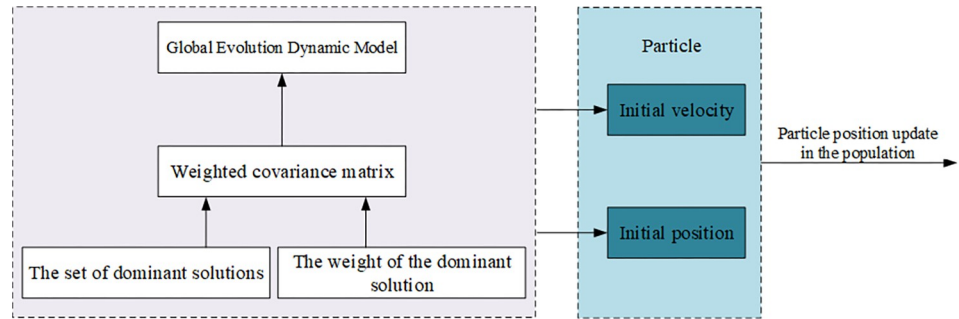 Global Evolution Dynamic Model
Weighted covariance matrix
The set of dominant solutions
The weight of the dominant
solution
Particle
Initial velocity
Initial position
Particle position update
in the population